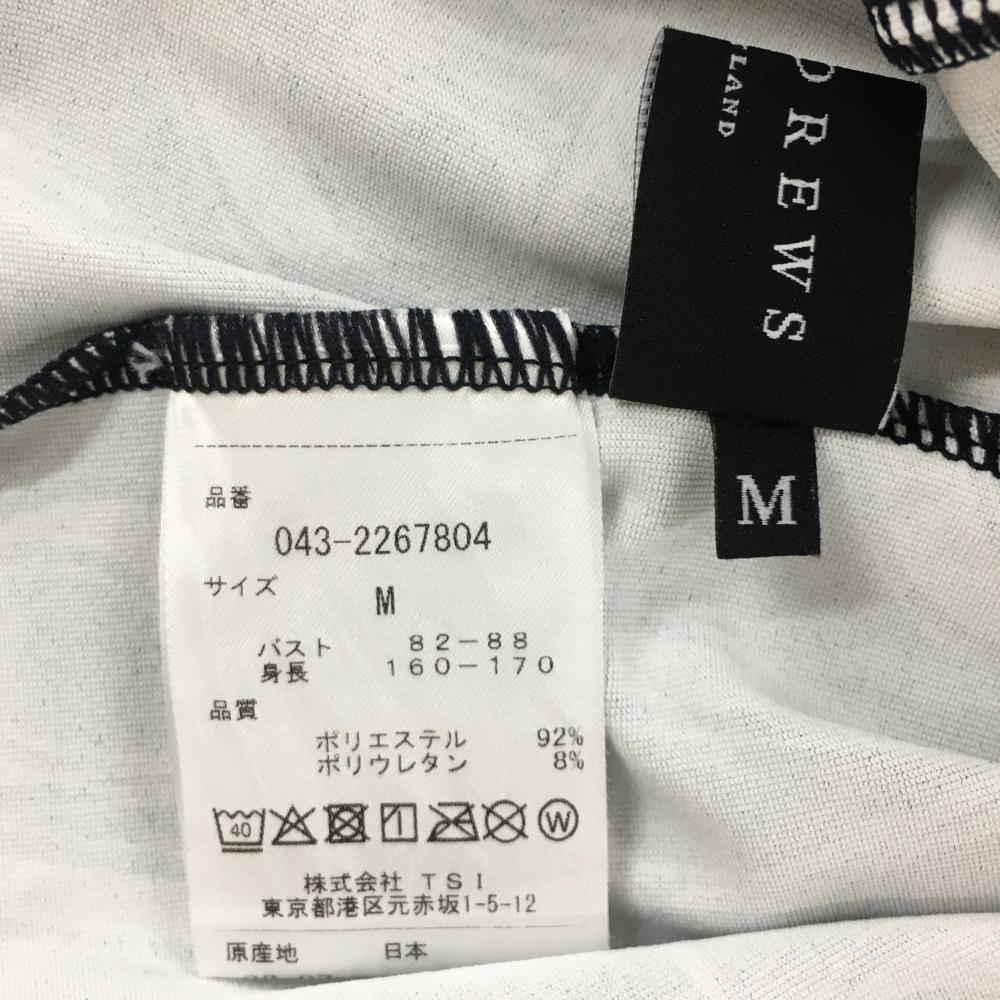 DREWS
TLAND
M
品番
043-2267804
サイズ
M
バスト 82-88
身長 160-170
品質
ポリエステル 92%
ポリウレタン 8%
40
W
株式会社 TSI
東京都港区元赤坂1-5-12
原産地 日本